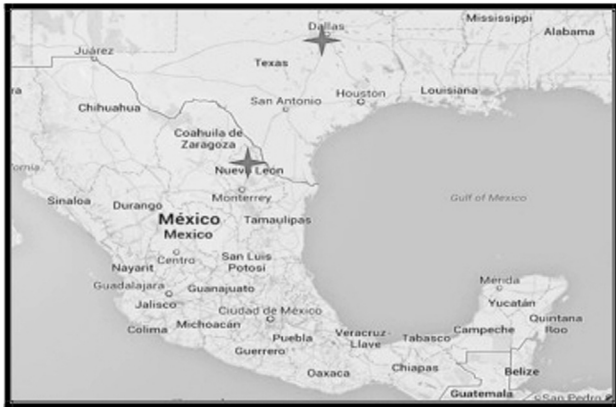 Mississippi
Dallas
Alabama
Juárez
Texas
ra
Louisiana
Houston
San Antonio
Chihuahua
Coahuila de
Zaragoza
fornia
Nuevo León
Gulf of Mexico
Sinaloa
Durango
Monterrey
México
Mexico
Tamaulipas
Centro
San Luis
Potosí
Nayarit
Mérida
Guadalajara
Guanajuato
Yucatán
Jalisco
Ciudad de México
Quintana
Roo
Colima
Michoacán
Puebla
Veracruz-
Llave
Tabasco
Campeche
Guerrero
Oaxaca
Chiapas
Belize
Guatemala
San Pedro